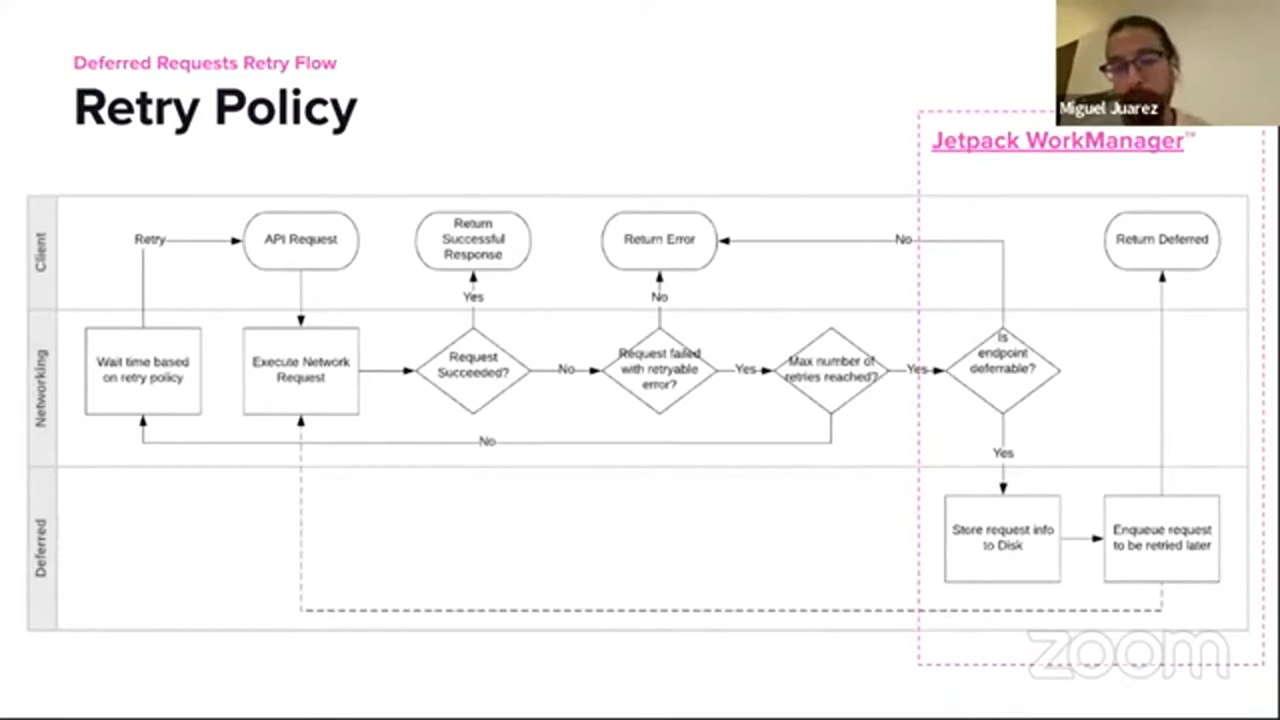 Deferred Requests Retry Flow
Retry Policy
Miguel Juarez
Jetpack WorkManager™
Client
Retry
API Request
Return
Successful
Response
Return Error
No
Return Deferred
Yes
No
Networking
Wait time based
on retry policy
Execute Network
Request
Request
Succeeded?
No
Request failed
with retryable
error?
Yes
Max number of
retries reached?
Yes
Is
endpoint
deferrable?
No
Yes
Deferred
Store request info
to Disk
Enqueue request
to be retried later
zoom